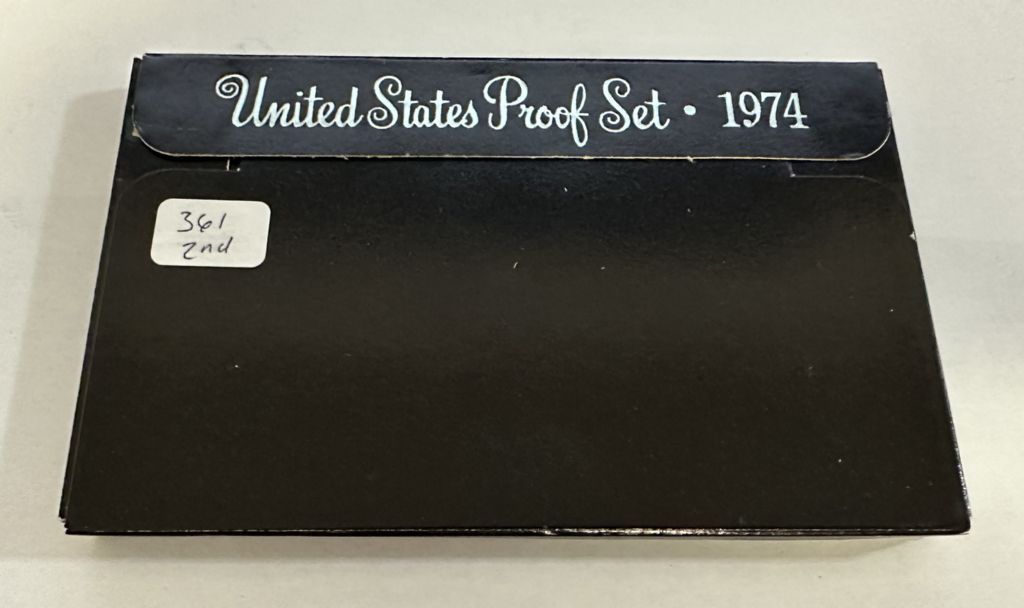 United States Proof Set • 1974
361
2nd